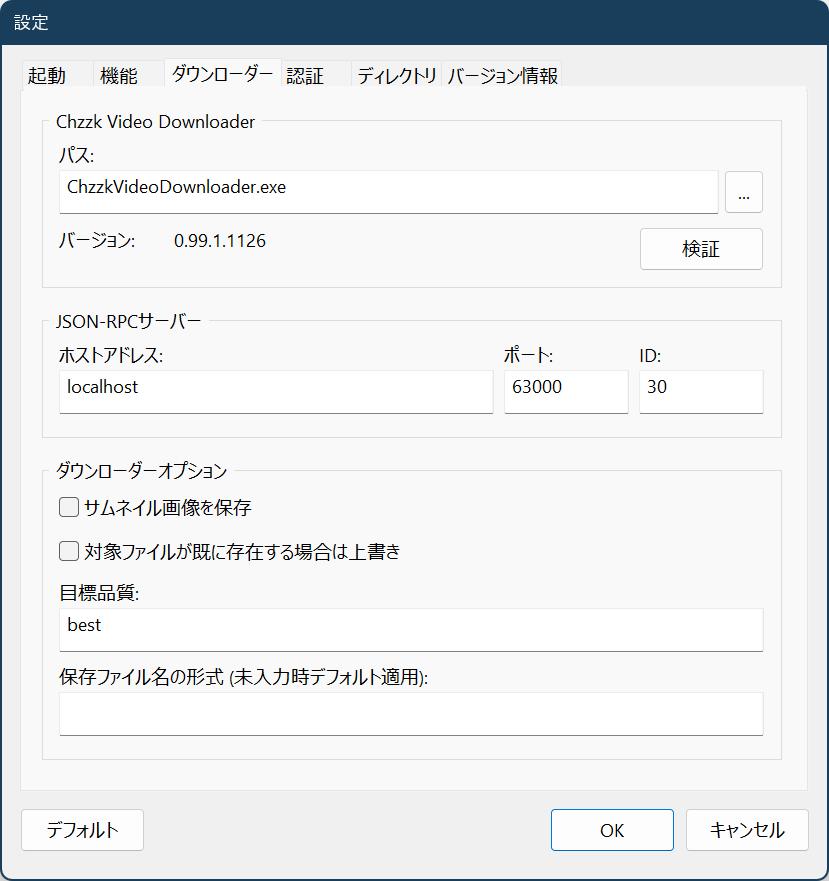 設定
起動 機能 ダウンローダー 認証 ディレクトリ バージョン情報
Chzzk Video Downloader
パス:
ChzzkVideoDownloader.exe ...
バージョン: 0.99.1.1126
検証
JSON-RPCサーバー
ホストアドレス: ポート: ID:
localhost 63000 30
ダウンローダーオプション
サムネイル画像を保存
対象ファイルが既に存在する場合は上書き
目標品質:
best
保存ファイル名の形式 (未入力時デフォルト適用):
デフォルト OK キャンセル